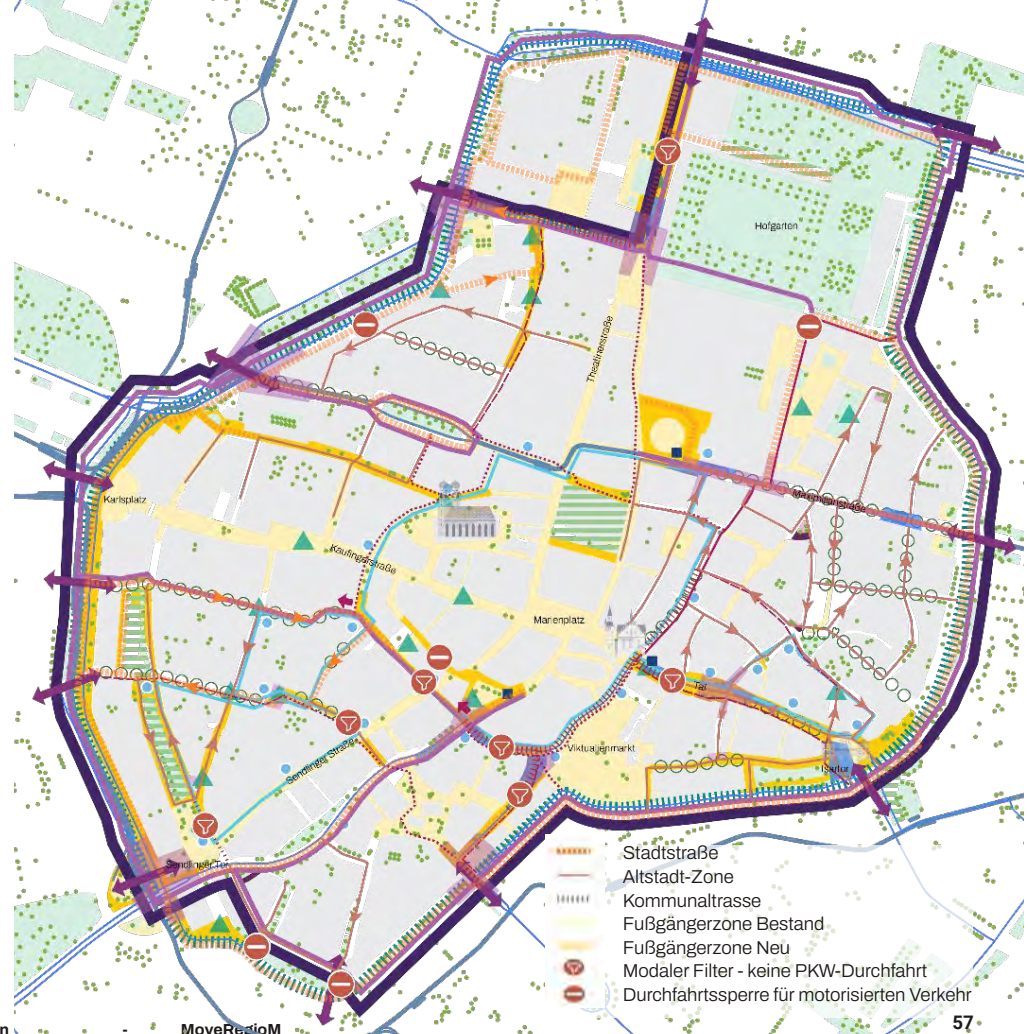 Hofgarten
Theatinerstraße
Karlsplatz
Maximilianstraße
Kaufingerstraße
Marienplatz
Tal
Viktualienmarkt
Sendlinger Straße
Isartor
Sendlinger Tor
Stadtstraße
Altstadt-Zone
Kommunaltrasse
Fußgängerzone Bestand
Fußgängerzone Neu
Modaler Filter - keine PKW-Durchfahrt
Durchfahrtssperre für motorisierten Verkehr
n - MoveRegioM 57